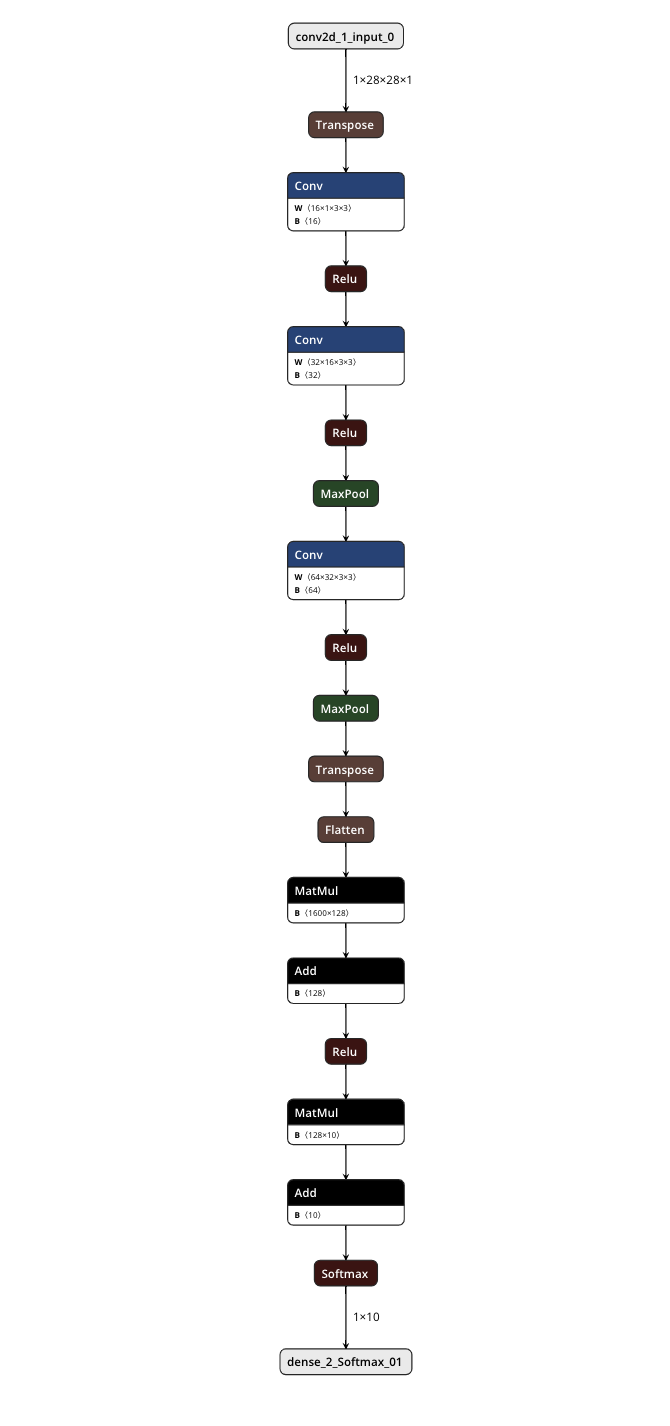 conv2d_1_input_0
1×28×28×1
Transpose
Conv
W ⟨16×1×3×3⟩
B ⟨16⟩
Relu
Conv
W ⟨32×16×3×3⟩
B ⟨32⟩
Relu
MaxPool
Conv
W ⟨64×32×3×3⟩
B ⟨64⟩
Relu
MaxPool
Transpose
Flatten
MatMul
B ⟨1600×128⟩
Add
B ⟨128⟩
Relu
MatMul
B ⟨128×10⟩
Add
B ⟨10⟩
Softmax
1×10
dense_2_Softmax_01